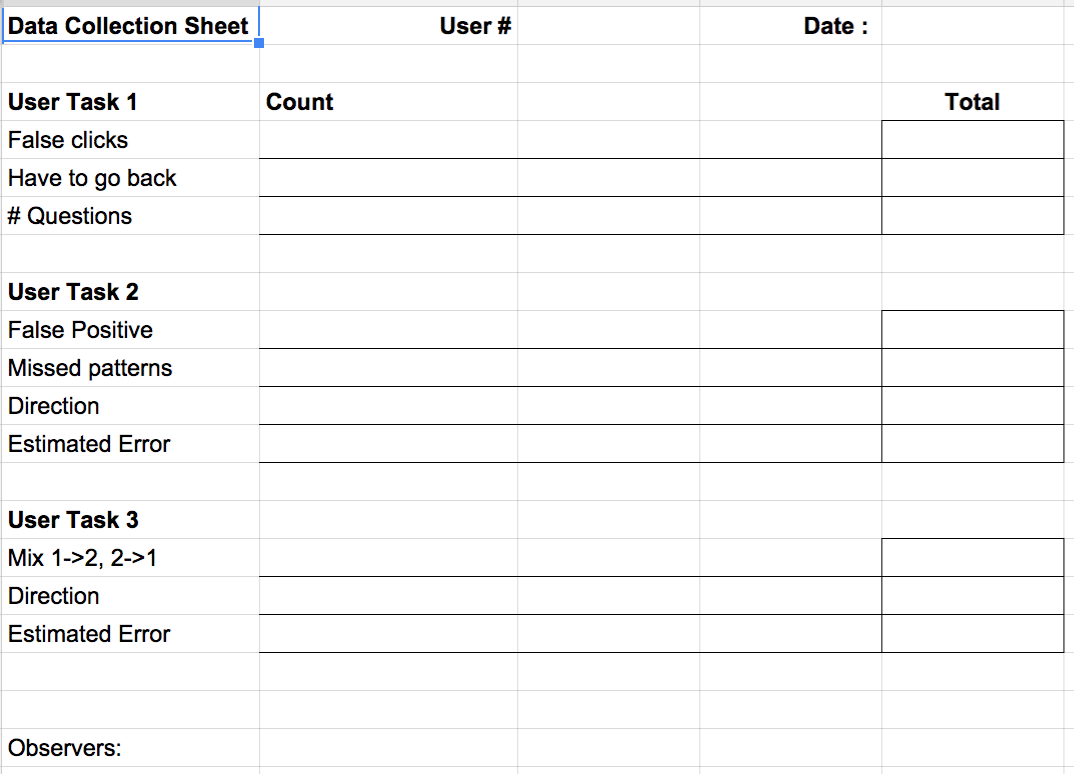 Data Collection Sheet User # Date :
User Task 1 Count Total
False clicks
Have to go back
# Questions
User Task 2
False Positive
Missed patterns
Direction
Estimated Error
User Task 3
Mix 1->2, 2->1
Direction
Estimated Error
Observers: